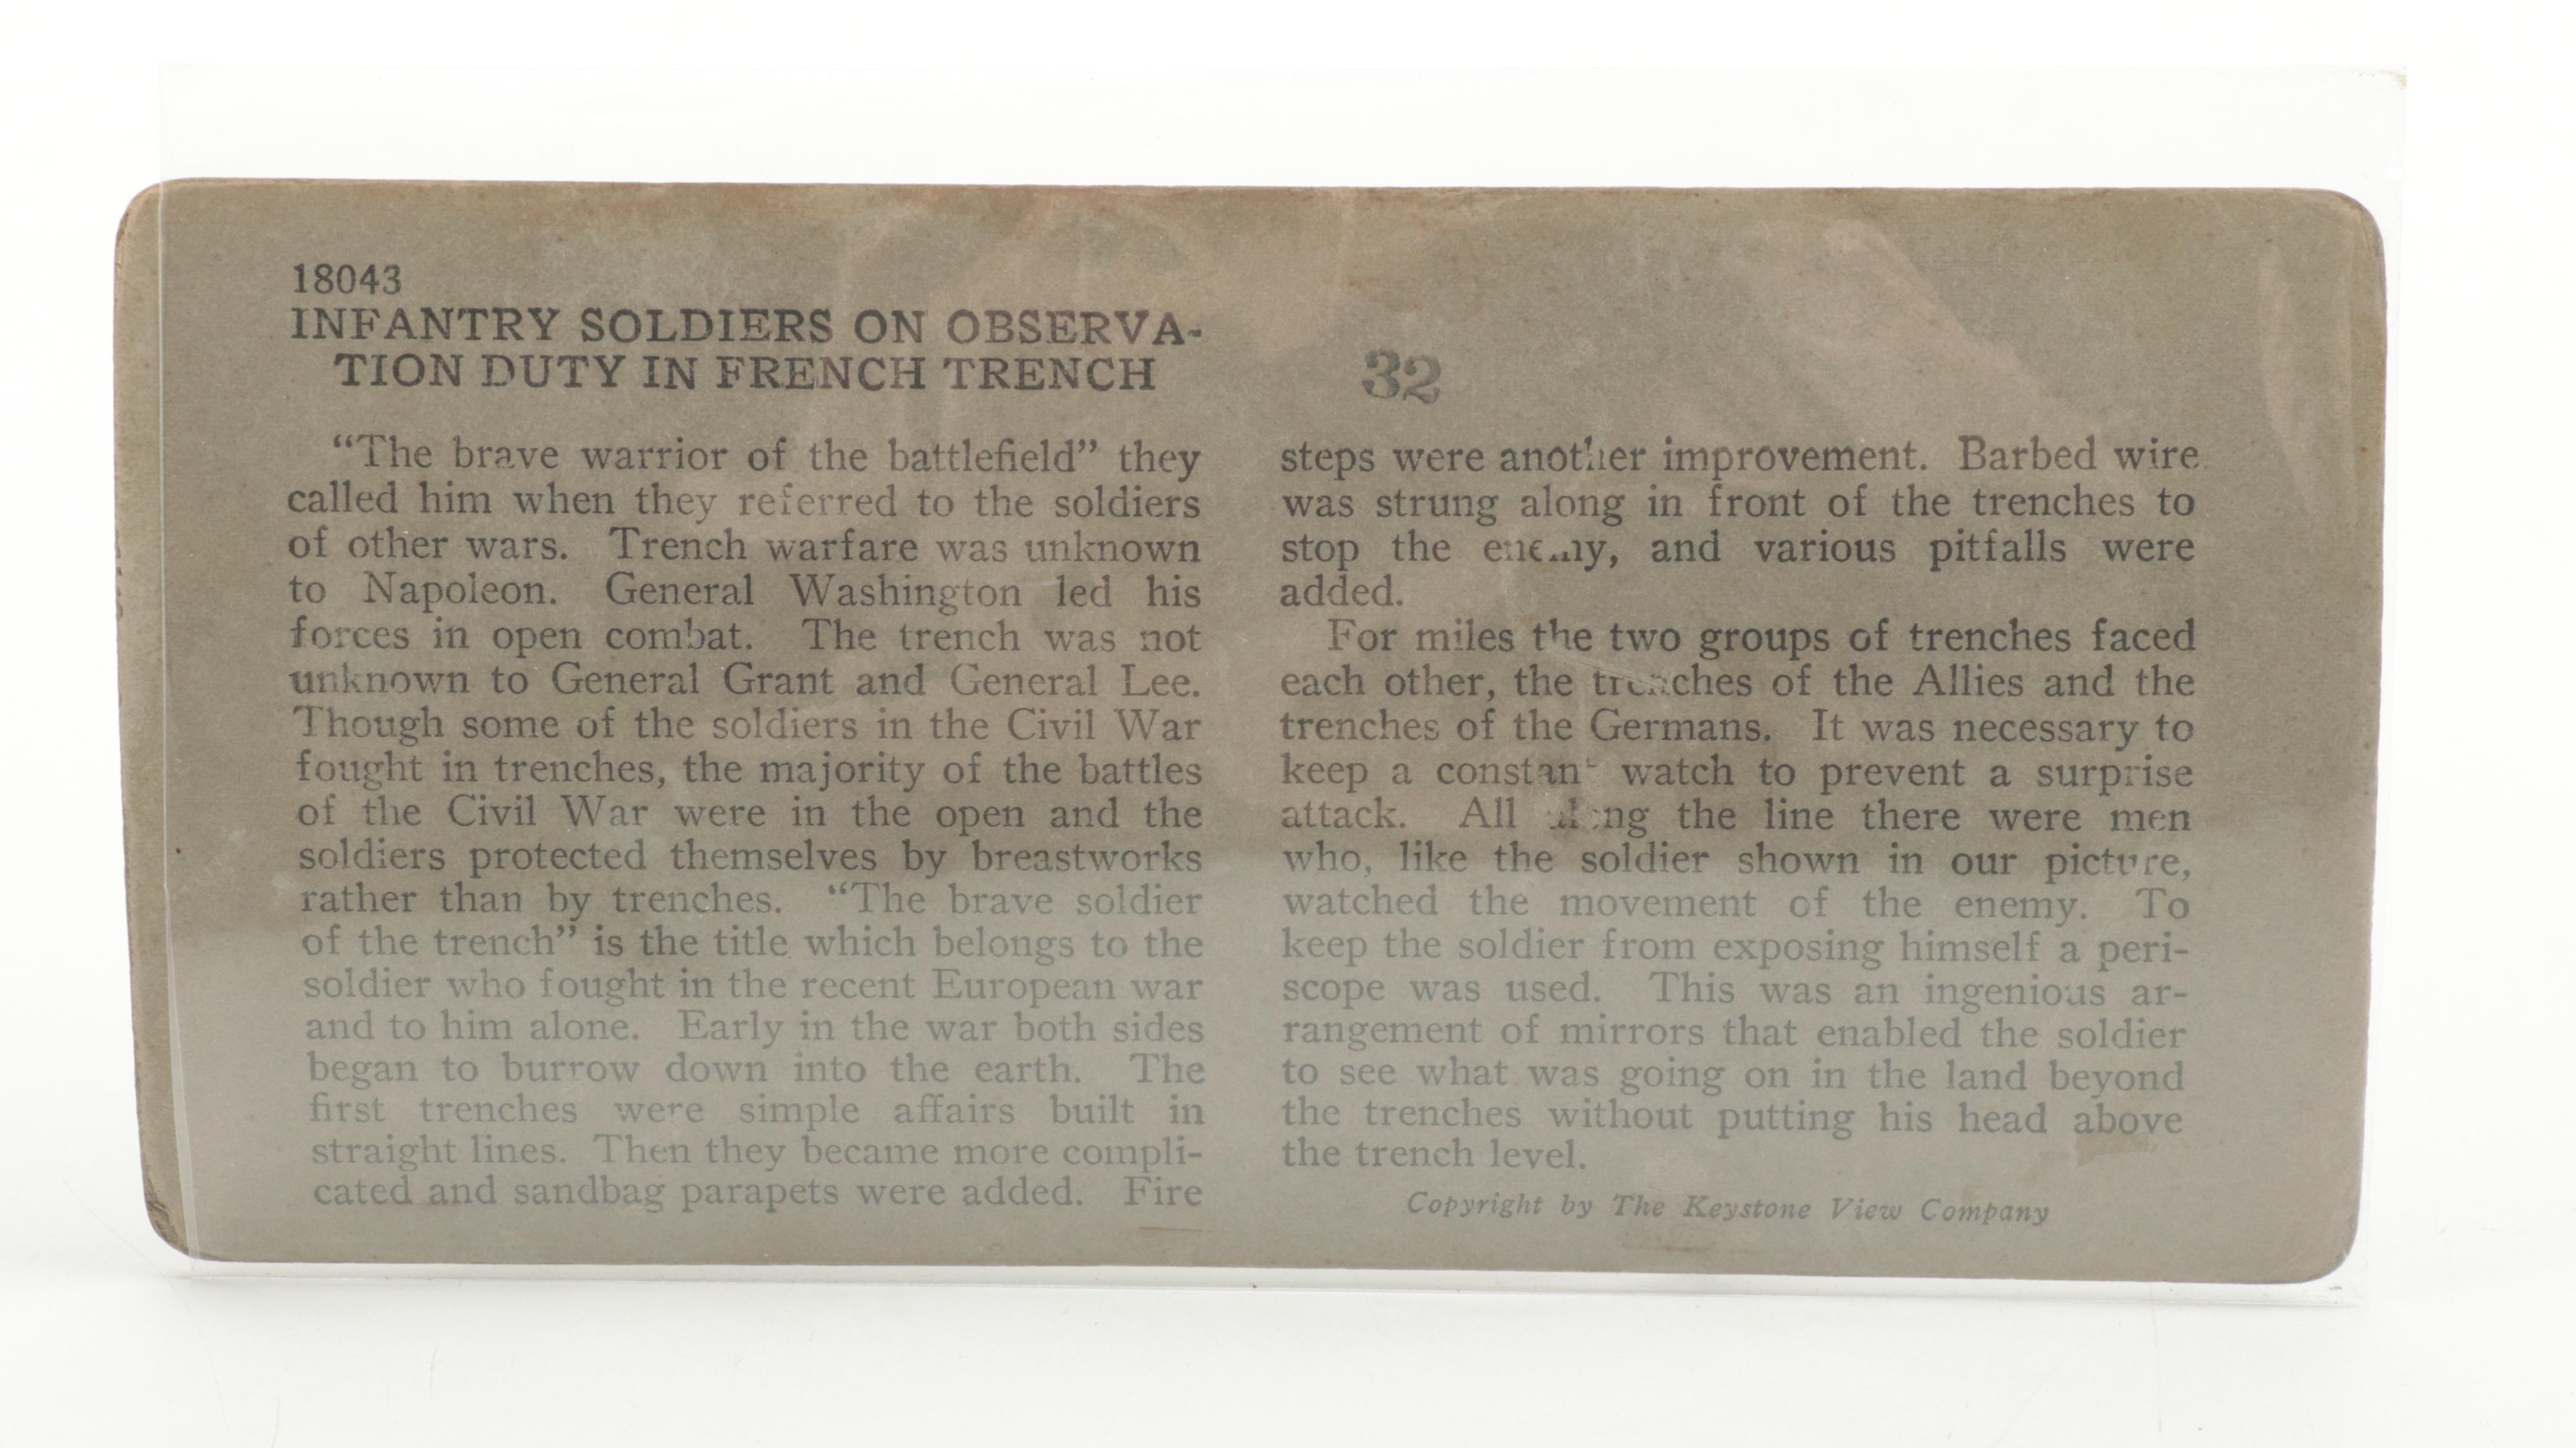 18043
INFANTRY SOLDIERS ON OBSERVA-
TION DUTY IN FRENCH TRENCH
"The brave warrior of the battlefield" they
called him when they referred to the soldiers
of other wars. Trench warfare was unknown
to Napoleon. General Washington led his
forces in open combat. The trench was not
unknown to General Grant and General Lee.
Though some of the soldiers in the Civil War
fought in trenches, the majority of the battles
of the Civil War were in the open and the
soldiers protected themselves by breastworks
rather than by trenches. "The brave soldier
of the trench" is the title which belongs to the
soldier who fought in the recent European war
and to him alone. Early in the war both sides
began to burrow down into the earth. The
first trenches were simple affairs built in
straight lines. Then they became more compli-
cated and sandbag parapets were added. Fire
32
steps were another improvement. Barbed wire
was strung along in front of the trenches to
stop the enemy, and various pitfalls were
added.
For miles the two groups of trenches faced
each other, the trenches of the Allies and the
trenches of the Germans. It was necessary to
keep a constant watch to prevent a surprise
attack. All along the line there were men
who, like the soldier shown in our picture,
watched the movement of the enemy. To
keep the soldier from exposing himself a peri-
scope was used. This was an ingenious ar-
rangement of mirrors that enabled the soldier
to see what was going on in the land beyond
the trenches without putting his head above
the trench level.
Copyright by The Keystone View Company